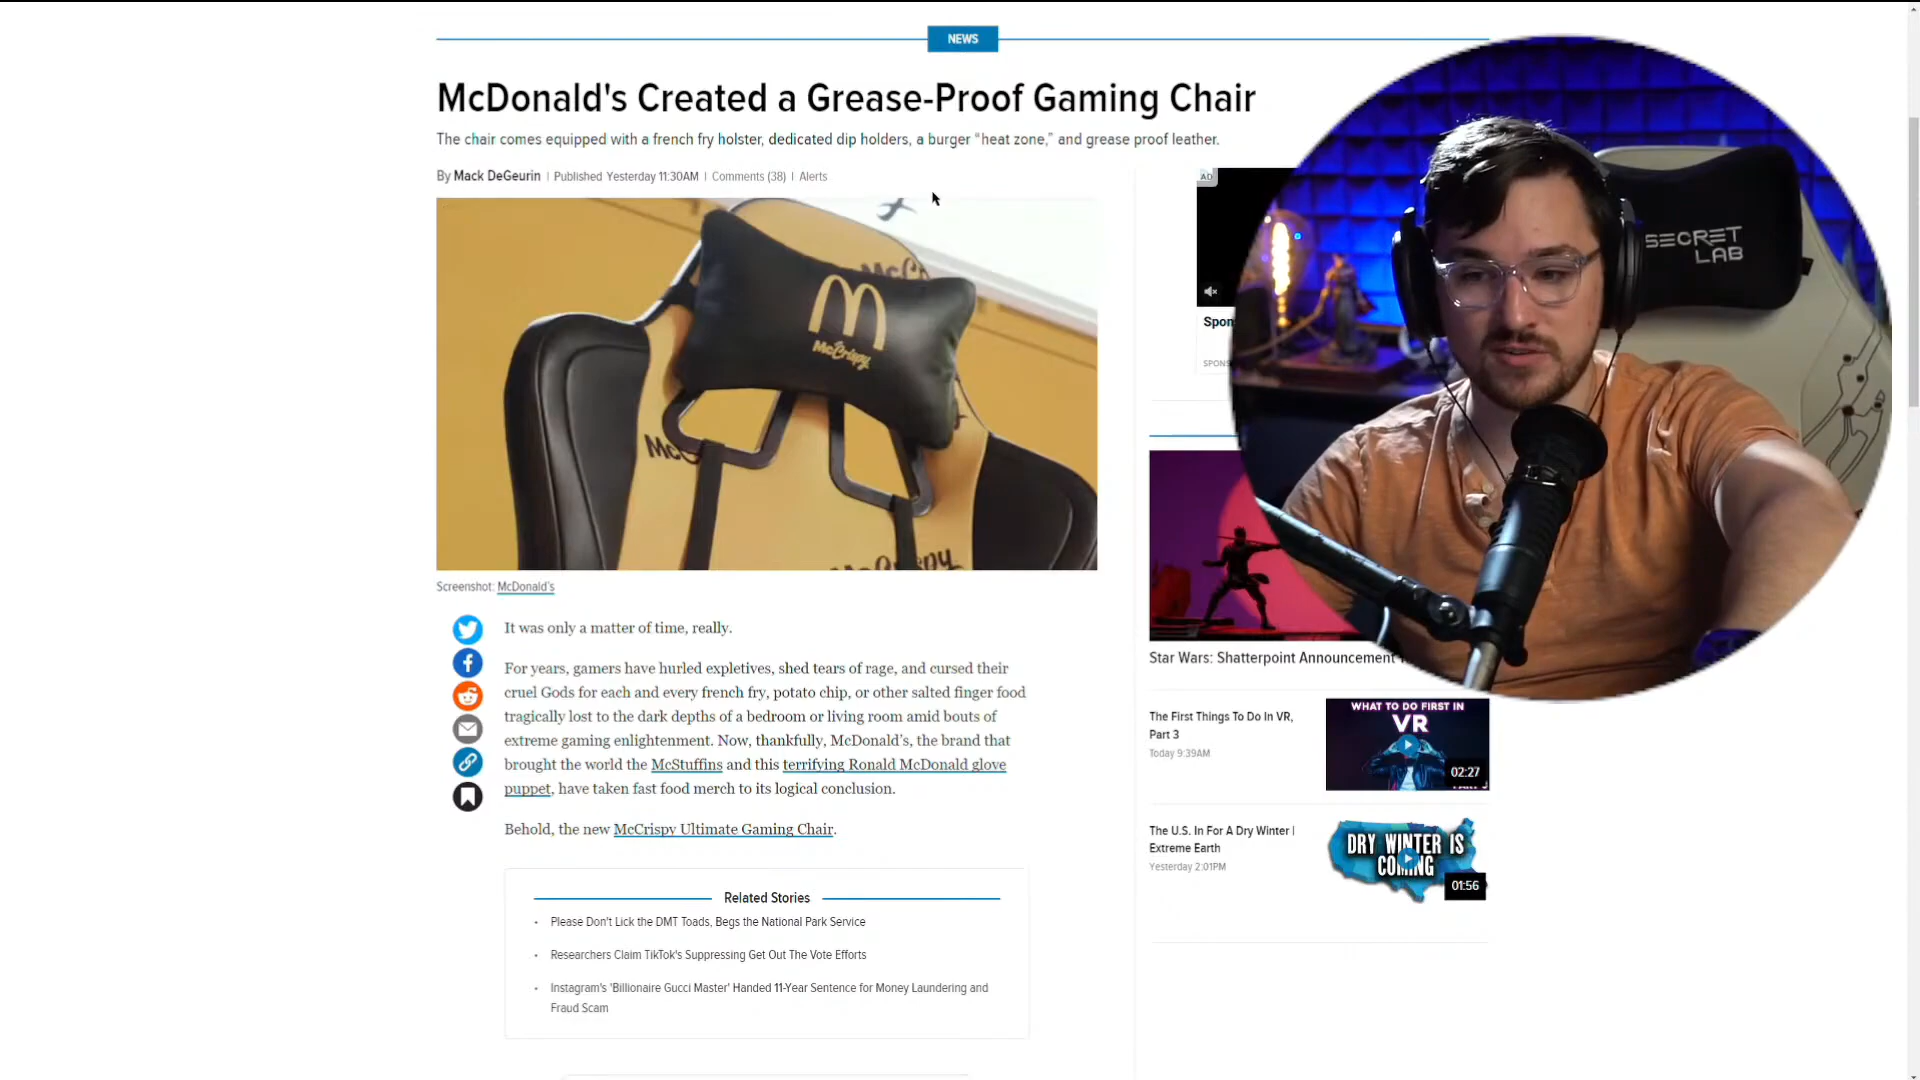 NEWS
McDonald's Created a Grease-Proof Gaming Chair
The chair comes equipped with a french fry holster, dedicated dip holders, a burger “heat zone,” and grease proof leather.
By Mack DeGeurin | Published Yesterday 11:30AM | Comments (38) | Alerts
AD
SECRET
LAB
McC
M
McCrispy
McC
Spon
SPONS
Screenshot: McDonald's
It was only a matter of time, really.
For years, gamers have hurled expletives, shed tears of rage, and cursed their
cruel Gods for each and every french fry, potato chip, or other salted finger food
tragically lost to the dark depths of a bedroom or living room amid bouts of
extreme gaming enlightenment. Now, thankfully, McDonald’s, the brand that
brought the world the McStuffins and this terrifying Ronald McDonald glove
puppet, have taken fast food merch to its logical conclusion.
Behold, the new McCrispy Ultimate Gaming Chair.
Related Stories
Please Don't Lick the DMT Toads, Begs the National Park Service
Researchers Claim TikTok's Suppressing Get Out The Vote Efforts
Instagram's 'Billionaire Gucci Master' Handed 11-Year Sentence for Money Laundering and
Fraud Scam
Star Wars: Shatterpoint Announcement
The First Things To Do In VR,
Part 3
Today 9:39AM
WHAT TO DO FIRST IN
VR
02:27
The U.S. In For A Dry Winter |
Extreme Earth
Yesterday 2:01PM
DRY WINTER IS
COMING
01:56